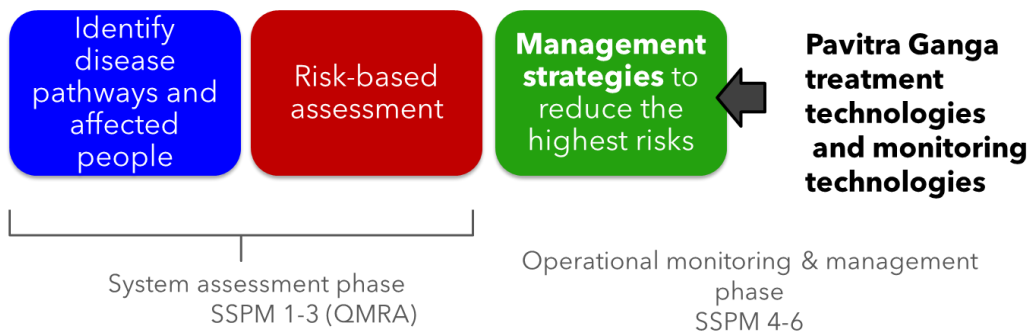 Identify
disease
pathways and
affected
people
Risk-based
assessment
Management
strategies to
reduce the
highest risks
Pavitra Ganga
treatment
technologies
and monitoring
technologies
System assessment phase
SSPM 1-3 (QMRA)
Operational monitoring & management
phase
SSPM 4-6